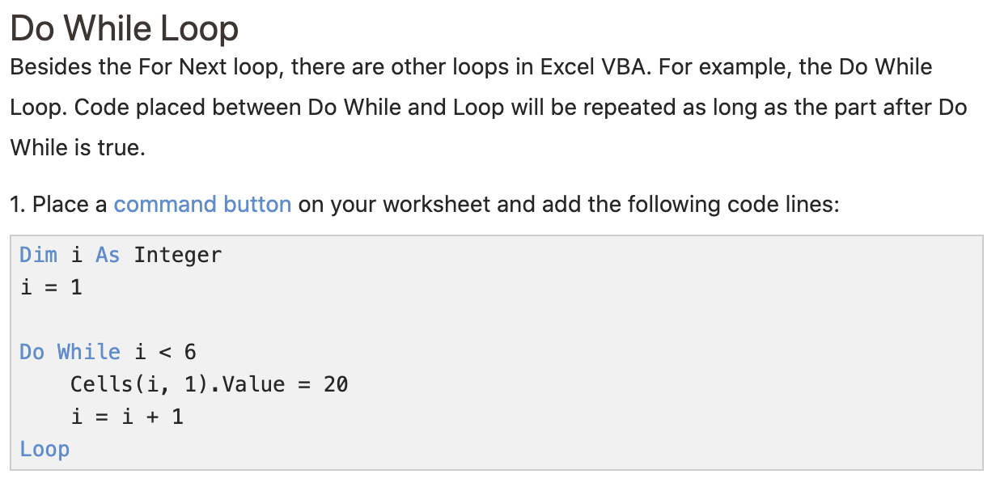 Do While Loop
Besides the For Next loop, there are other loops in Excel VBA. For example, the Do While
Loop. Code placed between Do While and Loop will be repeated as long as the part after Do
While is true.
1. Place a command button on your worksheet and add the following code lines:
Dim i As Integer
i = 1
Do While i < 6
    Cells(i, 1).Value = 20
    i = i + 1
Loop